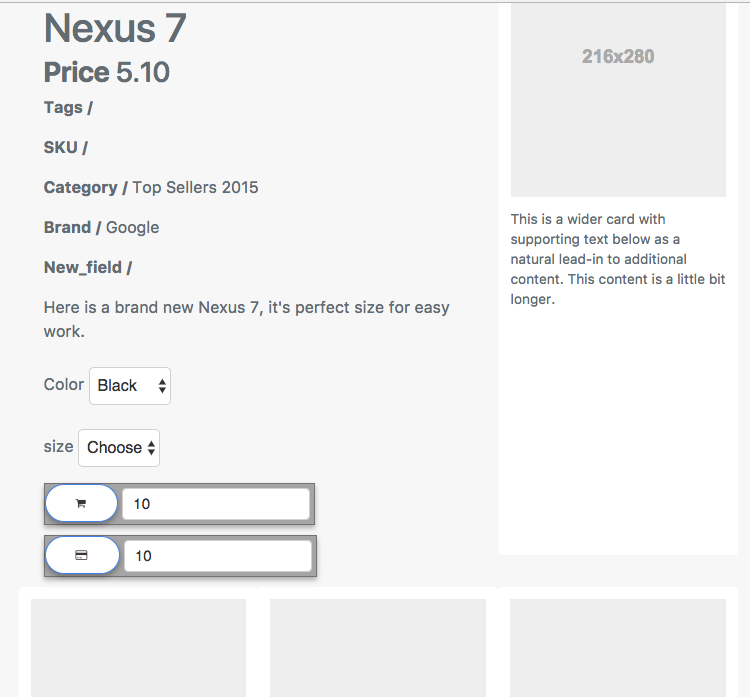 Nexus 7
Price 5.10
Tags /
SKU /
Category / Top Sellers 2015
Brand / Google
New_field /
Here is a brand new Nexus 7, it's perfect size for easy
work.
Color Black
size Choose
10
10
216x280
This is a wider card with
supporting text below as a
natural lead-in to additional
content. This content is a little bit
longer.